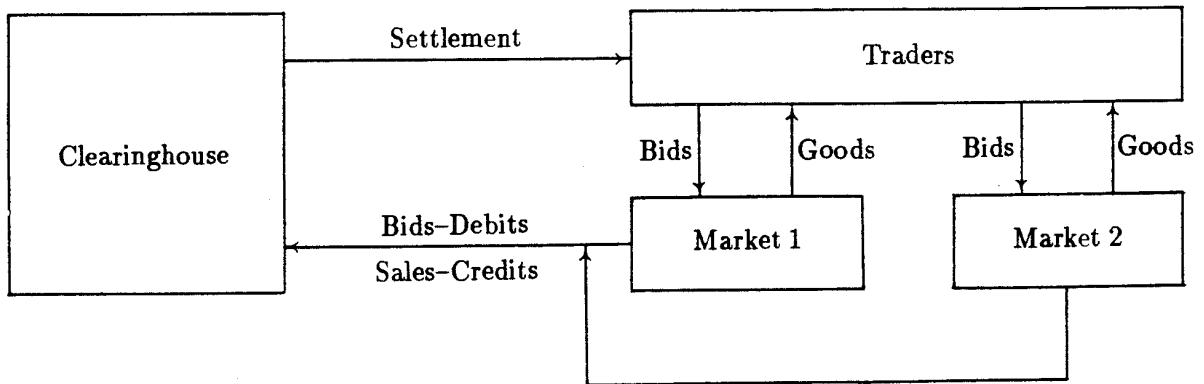 Settlement
Traders
Clearinghouse
Bids
Goods
Bids
Goods
Bids–Debits
Market 1
Market 2
Sales–Credits